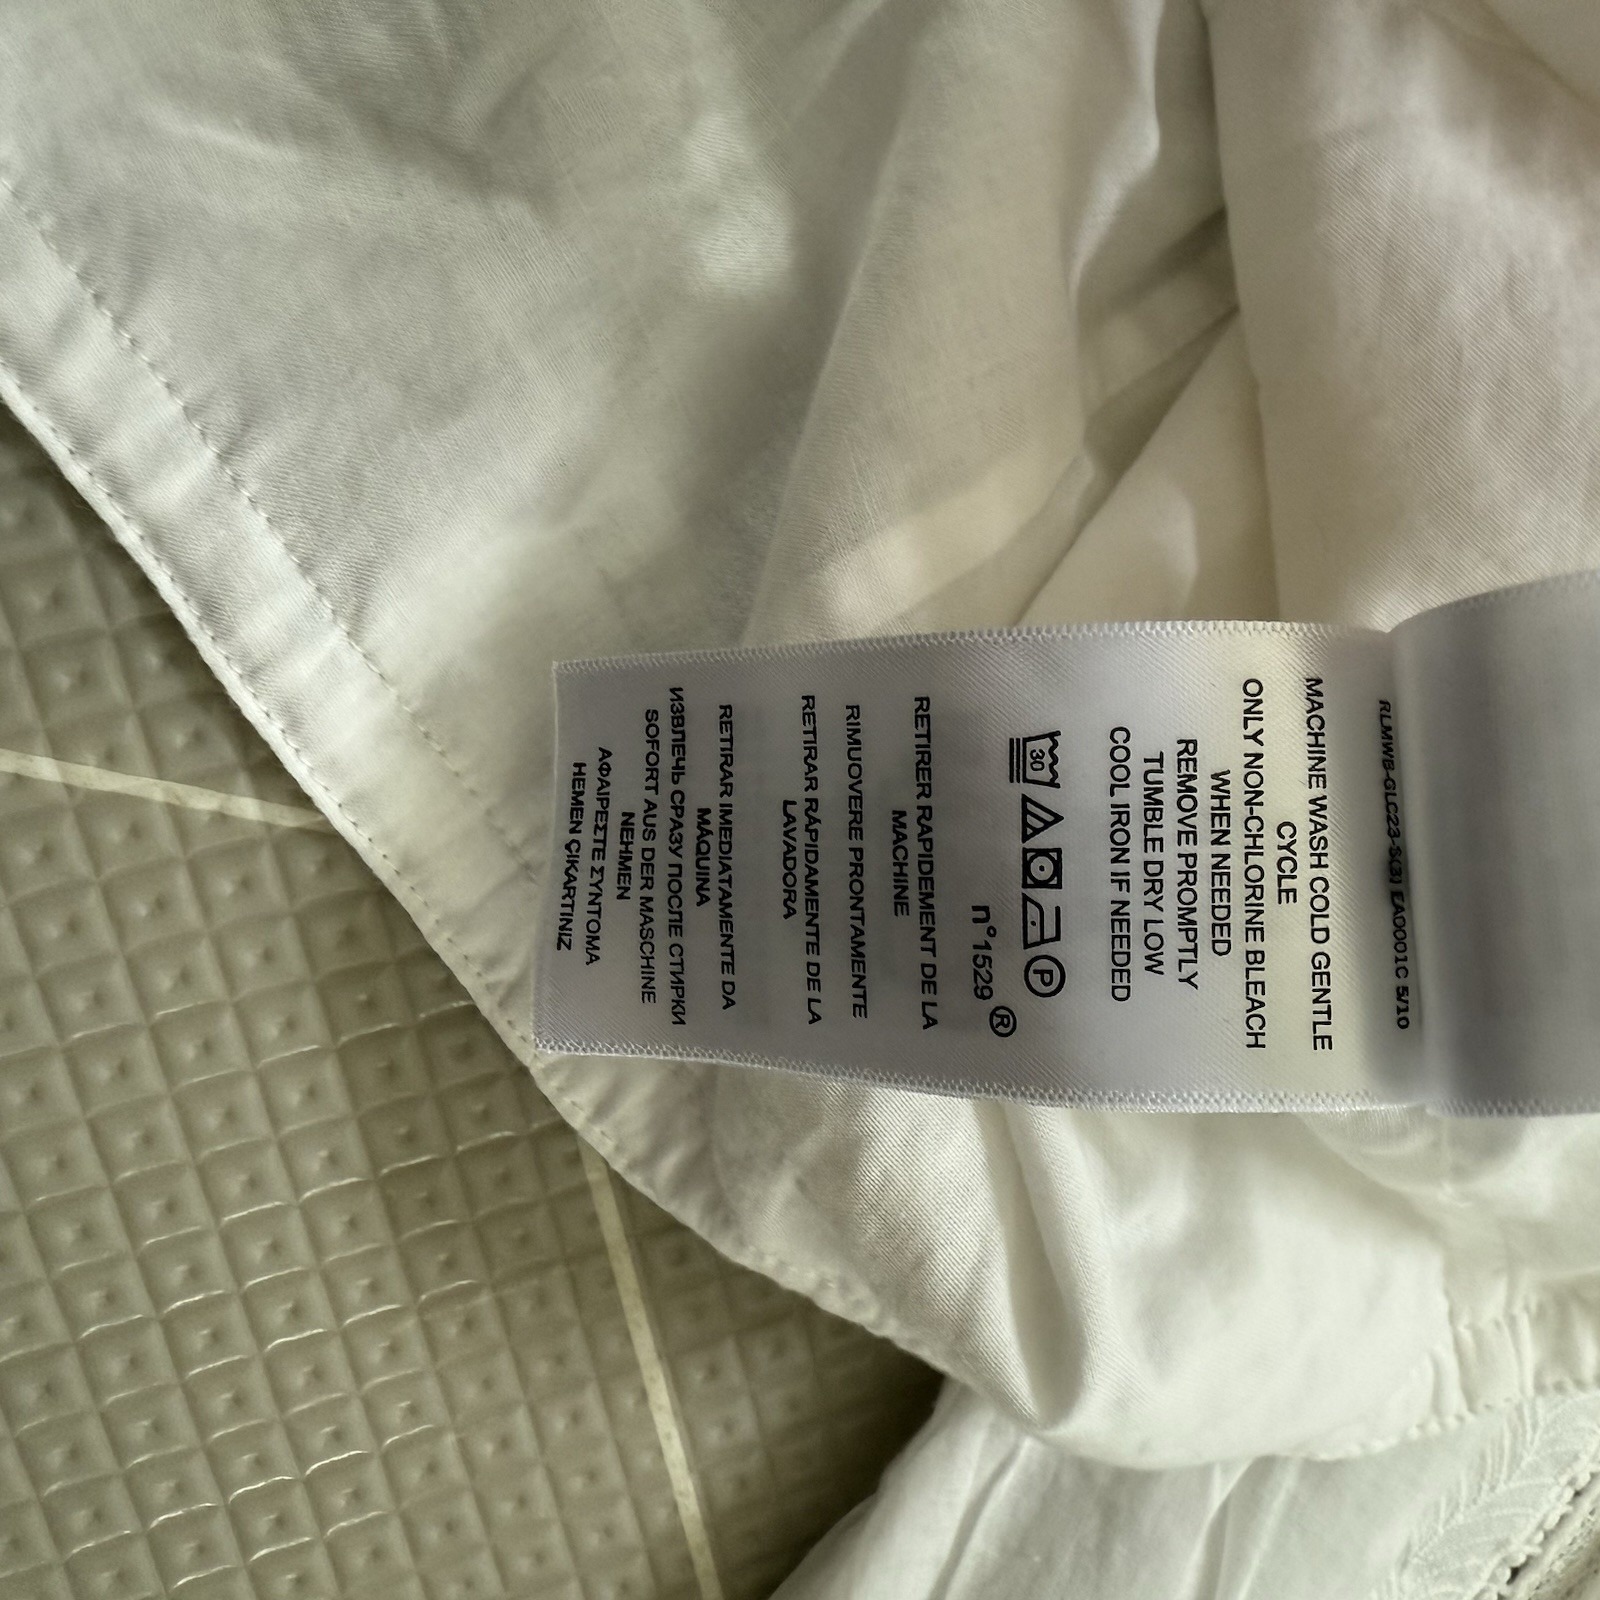 RLMWB-GLC23-S(3) EA0001C 5/10
MACHINE WASH COLD GENTLE
CYCLE
ONLY NON-CHLORINE BLEACH
WHEN NEEDED
REMOVE PROMPTLY
TUMBLE DRY LOW
COOL IRON IF NEEDED
30 P
®
n°1529
RETIRER RAPIDEMENT DE LA
MACHINE
RIMUOVERE PRONTAMENTE
RETIRAR RÁPIDAMENTE DE LA
LAVADORA
RETIRAR IMEDIATAMENTE DA
MÁQUINA
ИЗВЛЕЧЬ СРАЗУ ПОСЛЕ СТИРКИ
SOFORT AUS DER MASCHINE
NEHMEN
ΑΦΑΙΡΕΣΤΕ ΣΥΝΤΟΜΑ
HEMEN ÇIKARTINIZ